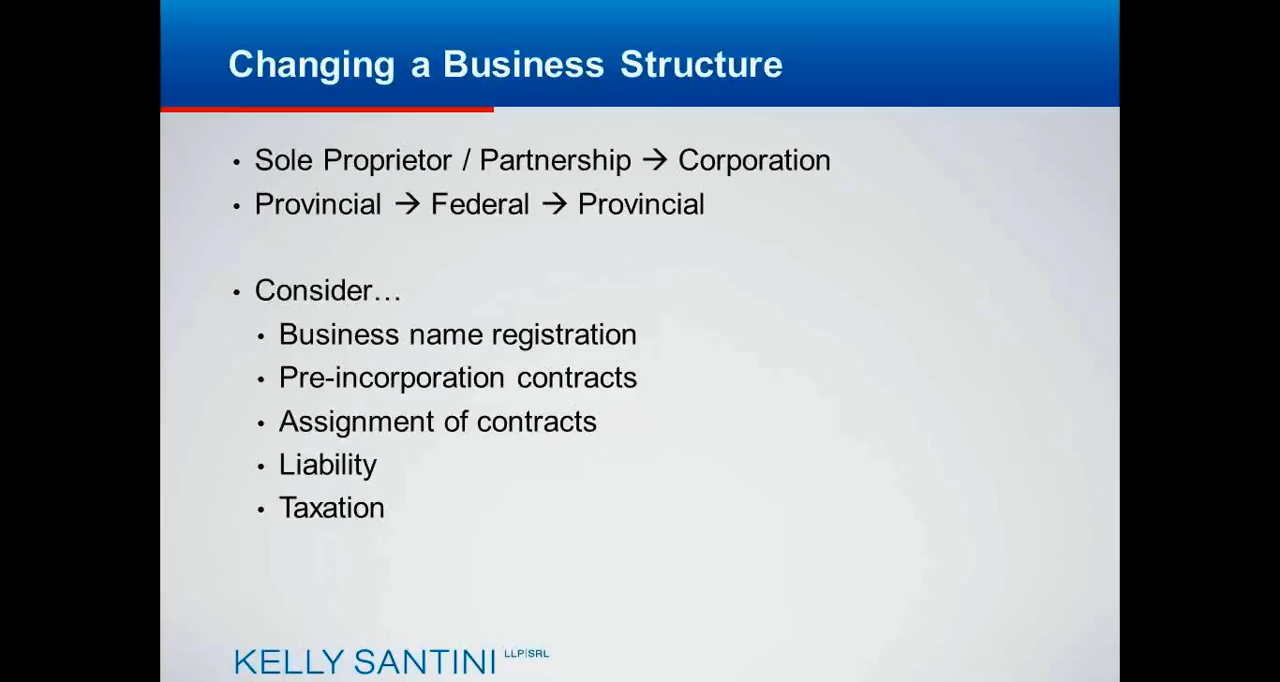 Changing a Business Structure
• Sole Proprietor / Partnership → Corporation
• Provincial → Federal → Provincial
• Consider…
• Business name registration
• Pre-incorporation contracts
• Assignment of contracts
• Liability
• Taxation
KELLY SANTINI LLP|SRL